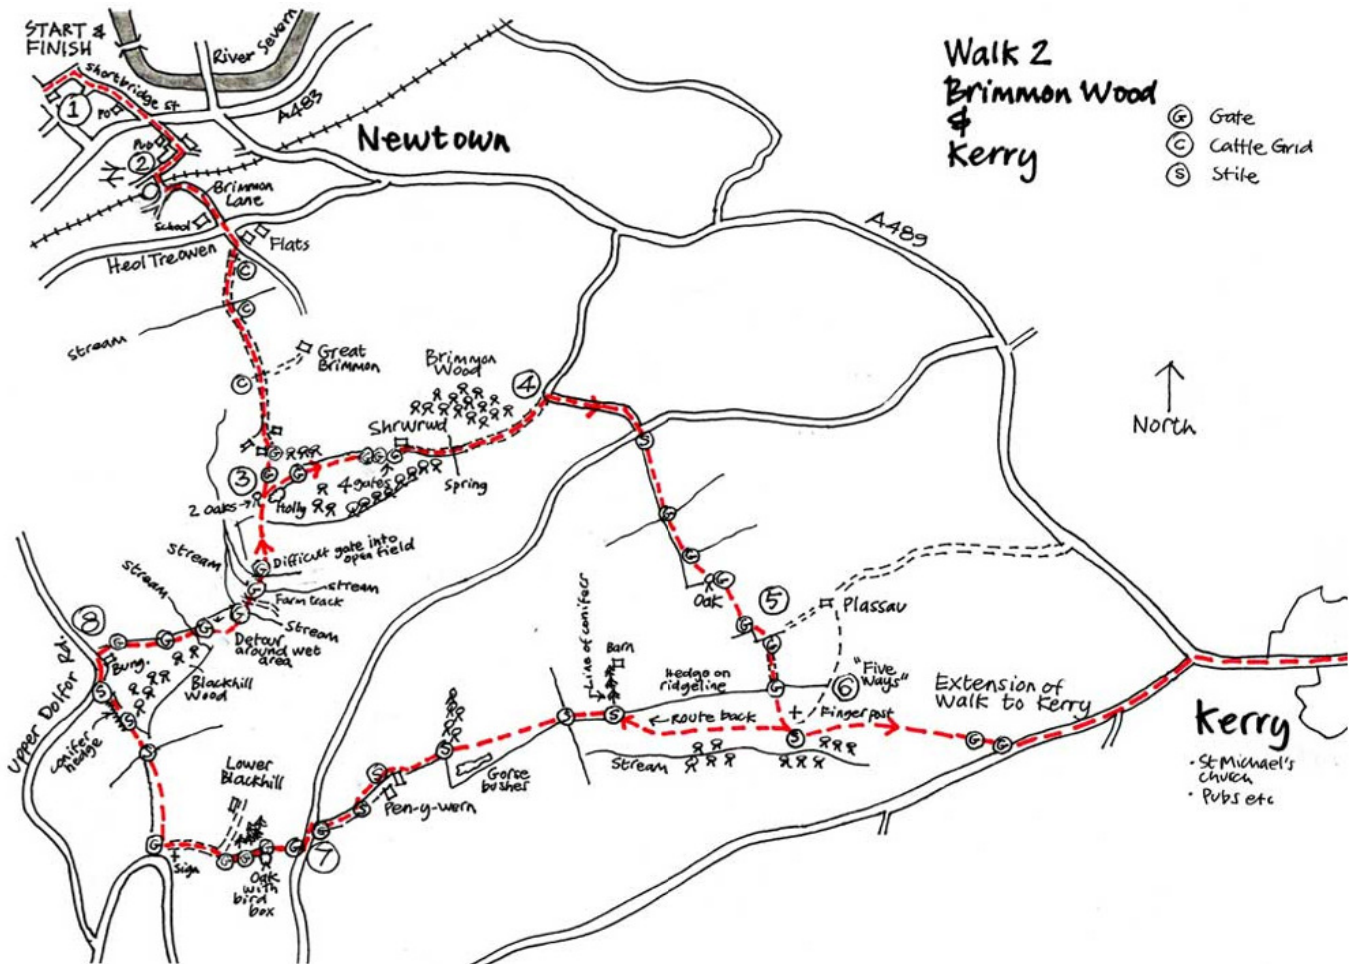 START &
FINISH
Shortbridge St
River Severn
A483
PO
1
Pub
2
Newtown
Brimmon
Lane
School
Flats
Heol Treowen
Walk 2
Brimmon Wood
&
Kerry
G Gate
C Cattle Grid
S Stile
A489
North
C
C
stream
Great
Brimmon
C
Brimmon
Wood
4
Shrwrwd
G
G
G
G
G
G
3
4 gates
Spring
2 oaks
Holly
S
G
G
G
Oak
G
5
G
Plassau
Stream
G
Difficult gate into
open field
G
stream
Farm track
Stream
G
Stream
Detour
around wet
area
G
G
G
8
Bung.
Blackhill
Wood
Upper Dolfor Rd.
S
S
conifer
hedge
S
Line of conifers
Barn
Hedge on
ridgeline
G
6
"Five
Ways"
Fingerpost
Route back
Extension of
Walk to Kerry
S
S
S
G
G
Stream
Kerry
· St Michael's
church
· Pubs etc
S
Gorse
bushes
S
Pen-y-wern
S
Lower
Blackhill
G
Sign
G
G
G
G
G
7
Oak
with
bird
box